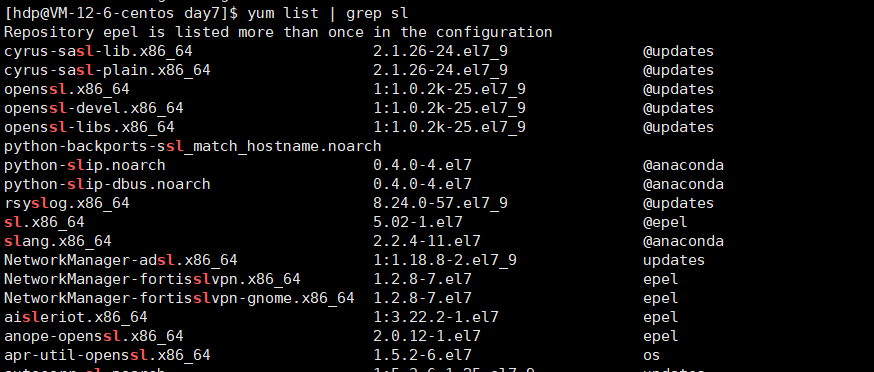 [hdp@VM-12-6-centos day7]$ yum list | grep sl
Repository epel is listed more than once in the configuration
cyrus-sasl-lib.x86_64 2.1.26-24.el7_9 @updates
cyrus-sasl-plain.x86_64 2.1.26-24.el7_9 @updates
openssl.x86_64 1:1.0.2k-25.el7_9 @updates
openssl-devel.x86_64 1:1.0.2k-25.el7_9 @updates
openssl-libs.x86_64 1:1.0.2k-25.el7_9 @updates
python-backports-ssl_match_hostname.noarch
python-slip.noarch 0.4.0-4.el7 @anaconda
python-slip-dbus.noarch 0.4.0-4.el7 @anaconda
rsyslog.x86_64 8.24.0-57.el7_9 @updates
sl.x86_64 5.02-1.el7 @epel
slang.x86_64 2.2.4-11.el7 @anaconda
NetworkManager-adsl.x86_64 1:1.18.8-2.el7_9 updates
NetworkManager-fortisslvpn.x86_64 1.2.8-7.el7 epel
NetworkManager-fortisslvpn-gnome.x86_64 1.2.8-7.el7 epel
aisleriot.x86_64 1:3.22.2-1.el7 epel
anope-openssl.x86_64 2.0.12-1.el7 epel
apr-util-openssl.x86_64 1.5.2-6.el7 os